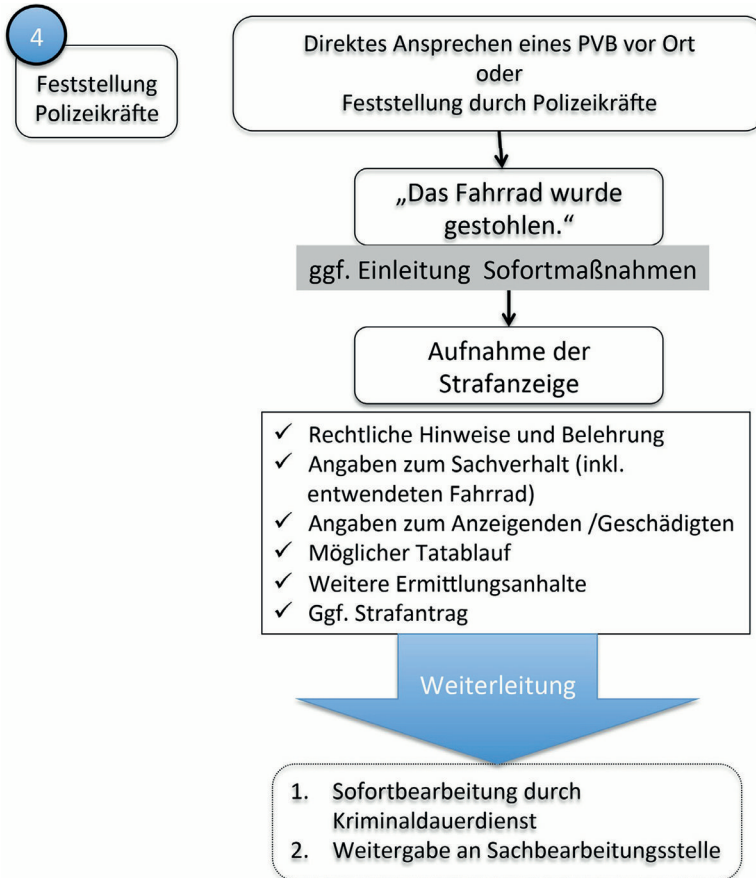 4
Feststellung
Polizeikräfte
Direktes Ansprechen eines PVB vor Ort
oder
Feststellung durch Polizeikräfte
„Das Fahrrad wurde
gestohlen.“
ggf. Einleitung Sofortmaßnahmen
Aufnahme der
Strafanzeige
✓ Rechtliche Hinweise und Belehrung
✓ Angaben zum Sachverhalt (inkl.
entwendeten Fahrrad)
✓ Angaben zum Anzeigenden /Geschädigten
✓ Möglicher Tatablauf
✓ Weitere Ermittlungsanhalte
✓ Ggf. Strafantrag
Weiterleitung
1. Sofortbearbeitung durch
Kriminaldauerdienst
2. Weitergabe an Sachbearbeitungsstelle